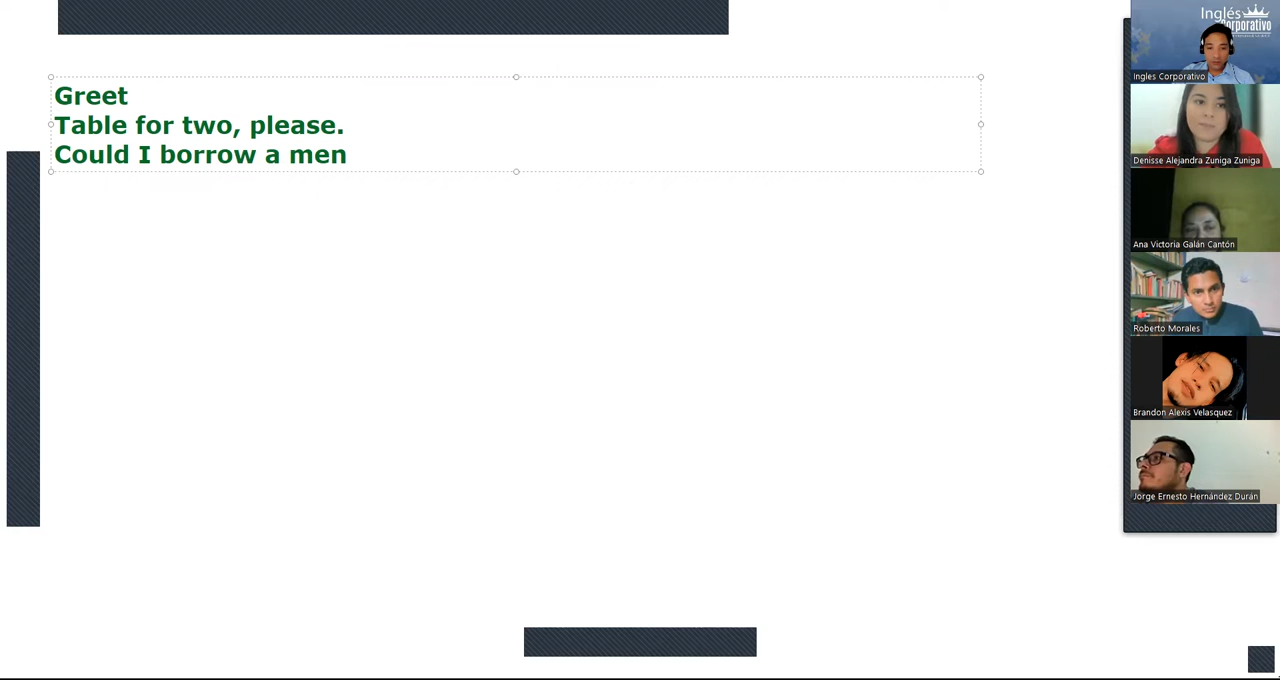 Greet
Table for two, please.
Could I borrow a men
Inglés
Corporativo
Ingles Corporativo
Denisse Alejandra Zuniga Zuniga
Ana Victoria Galán Cantón
Roberto Morales
Brandon Alexis Velasquez
Jorge Ernesto Hernández Durán